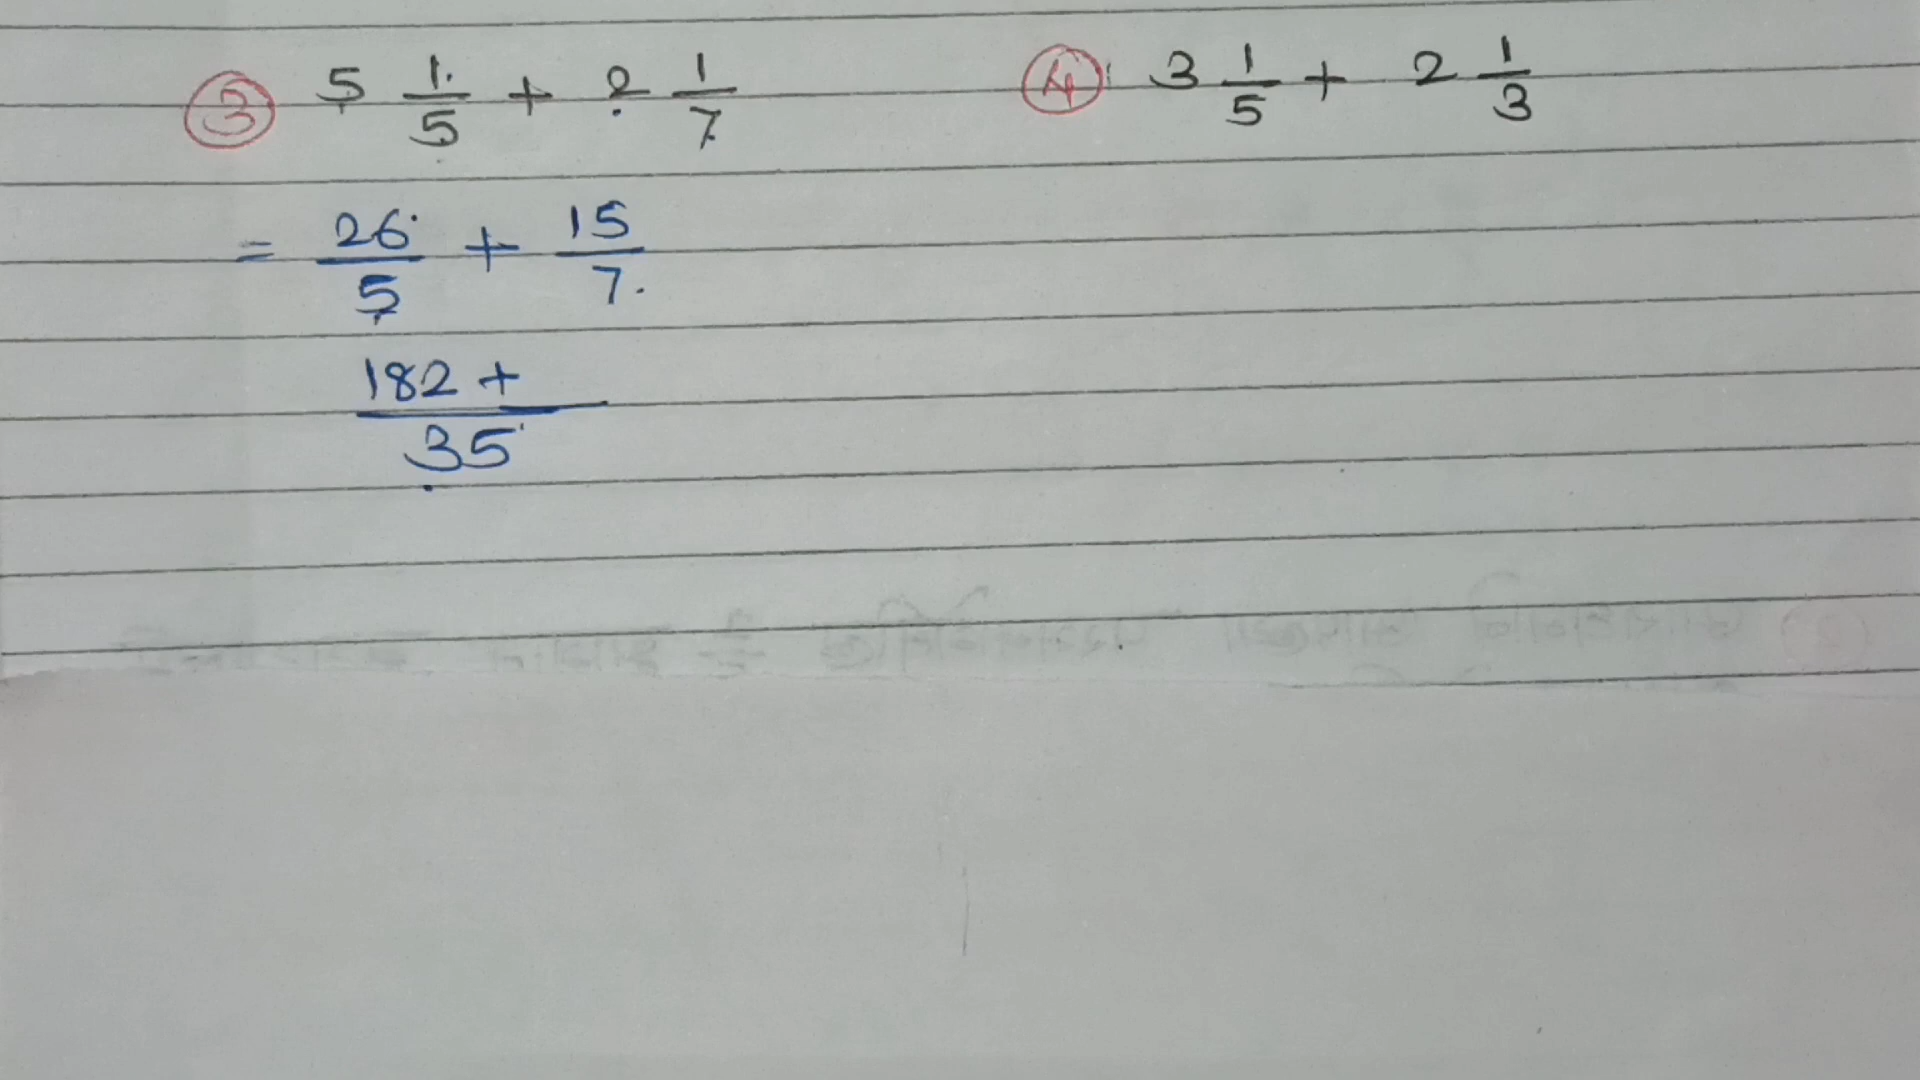 ③ 5 1/5 + 2 1/7
= 26/5 + 15/7
182 + / 35
④ 3 1/5 + 2 1/3